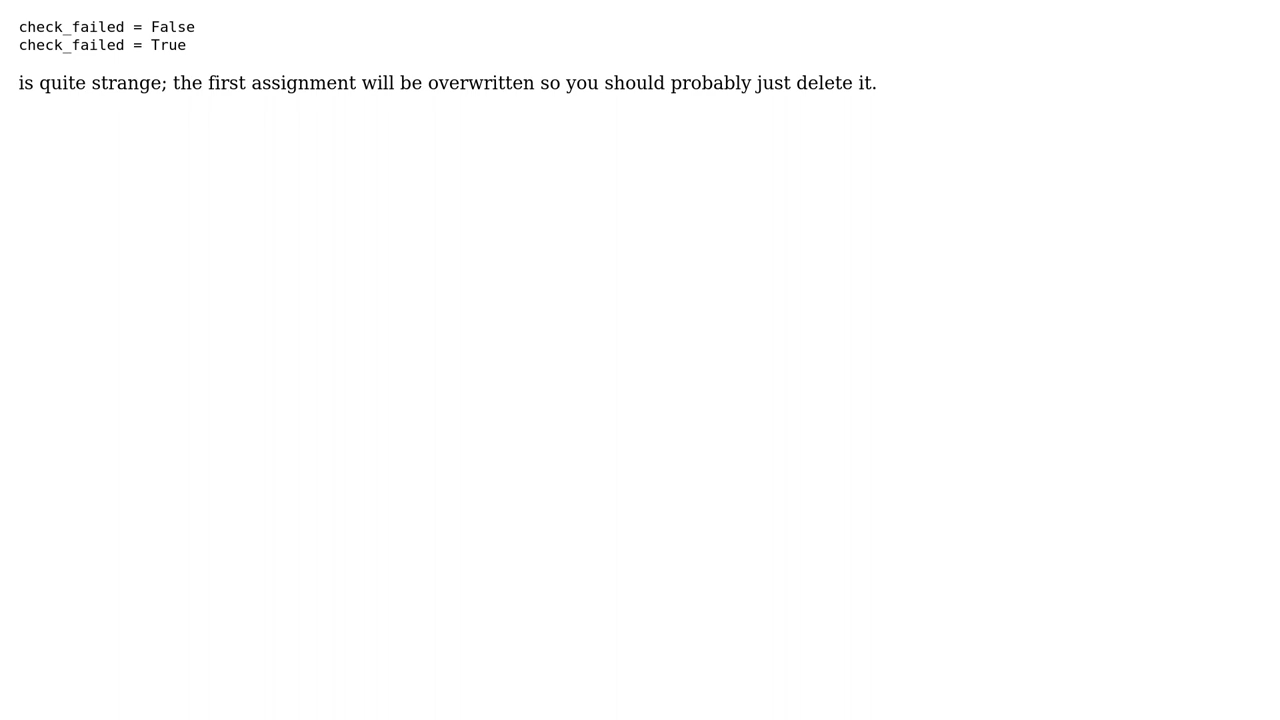 check_failed = False
check_failed = True
is quite strange; the first assignment will be overwritten so you should probably just delete it.